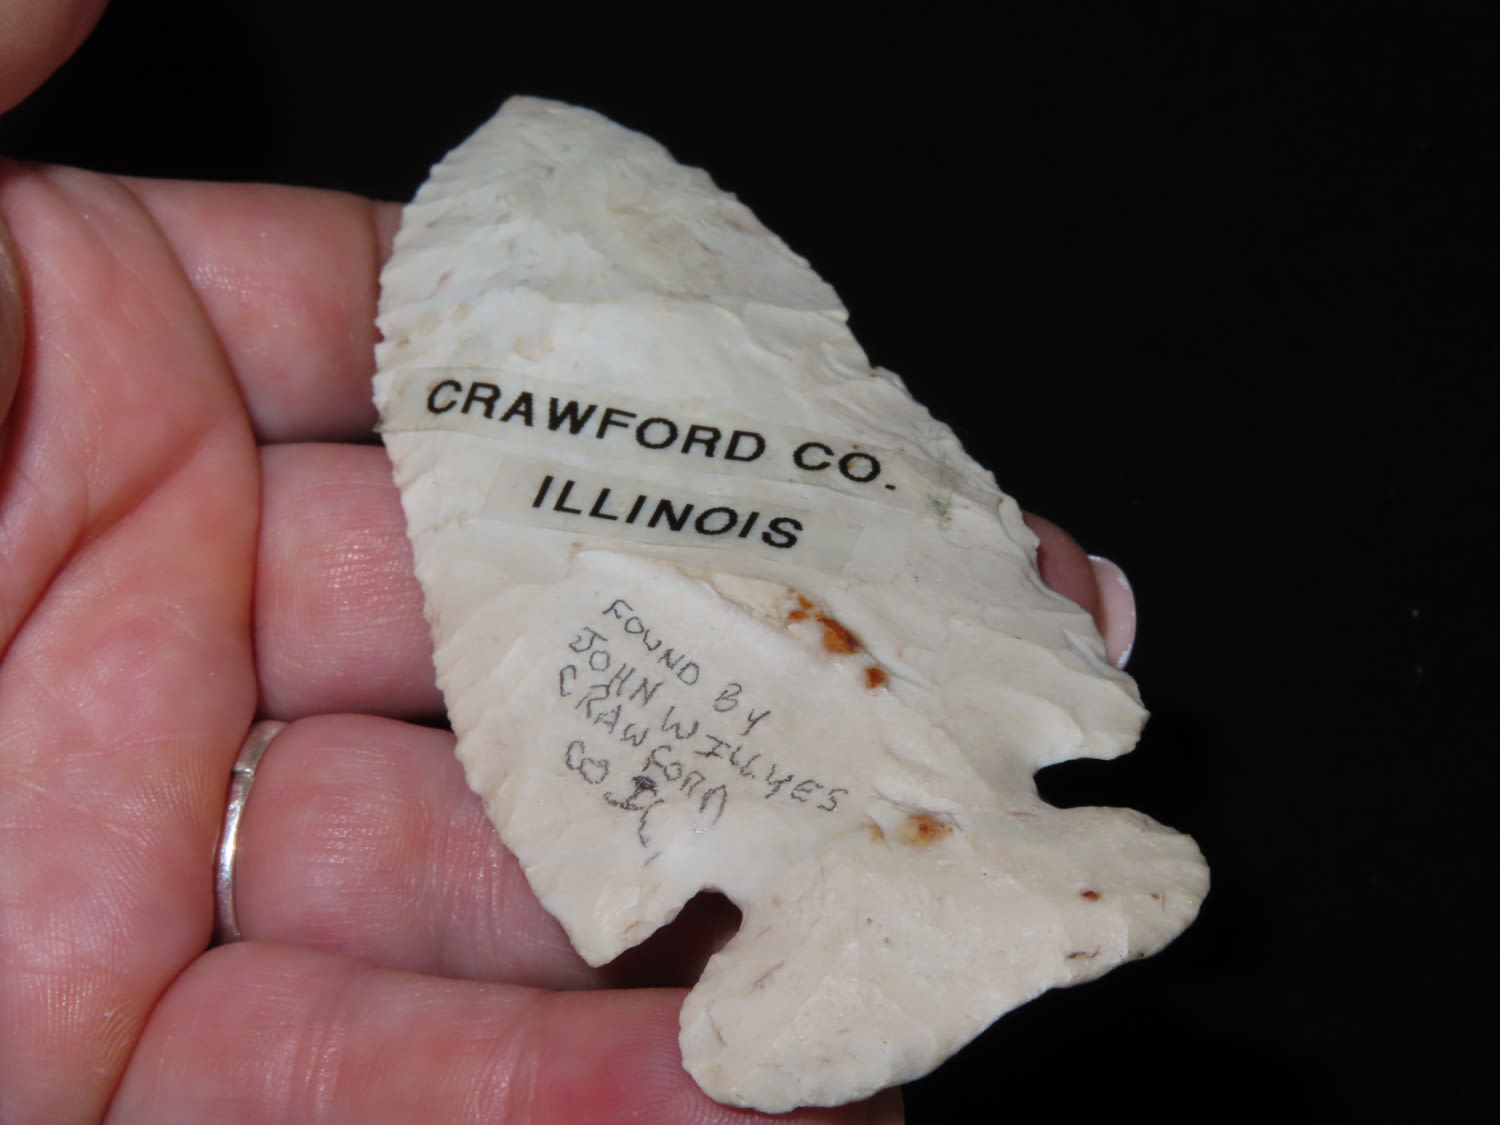 CRAWFORD CO.
ILLINOIS
FOUND BY
JOHN WILLYES
CRAWFORD
CO IL,